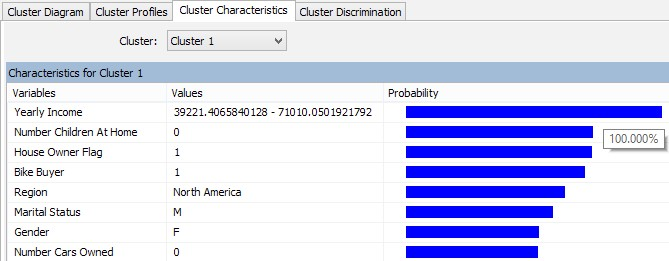 Cluster Diagram Cluster Profiles Cluster Characteristics Cluster Discrimination
Cluster: Cluster 1
Characteristics for Cluster 1
Variables Values Probability
Yearly Income 39221.4065840128 - 71010.0501921792
Number Children At Home 0
100.000%
House Owner Flag 1
Bike Buyer 1
Region North America
Marital Status M
Gender F
Number Cars Owned 0